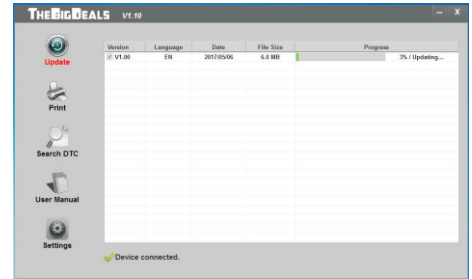 THEBIGDEALS V1.10
Update
Print
Search DTC
User Manual
Settings
Version Language Date File Size Progress
V1.00 EN 2017/05/06 6.0 MB 3% / Updating...
Device connected.